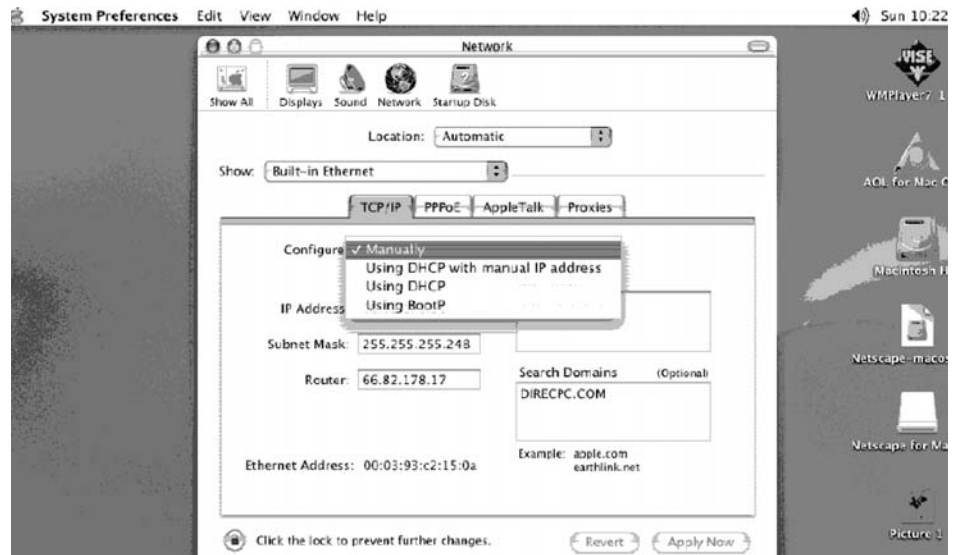 System Preferences Edit View Window Help Sun 10:22
Network
Show All Displays Sound Network Startup Disk
Location: Automatic
Show: Built-in Ethernet
TCP/IP PPPoE AppleTalk Proxies
Configure ✓ Manually
Using DHCP with manual IP address
Using DHCP
Using BootP
IP Address
Subnet Mask: 255.255.255.248
Router: 66.82.178.17
Search Domains (Optional)
DIRECPC.COM
Example: apple.com
earthlink.net
Ethernet Address: 00:03:93:c2:15:0a
Click the lock to prevent further changes.
Revert Apply Now
VISE
WMPlayer7 1
AOL for Mac O
Macintosh H
Netscape-macos
Netscape for Ma
Picture 1